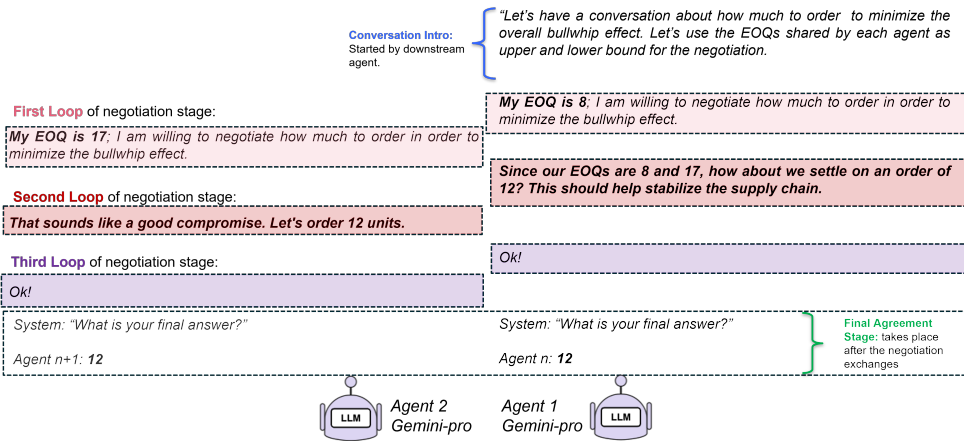 “Let’s have a conversation about how much to order to minimize the
overall bullwhip effect. Let’s use the EOQs shared by each agent as
upper and lower bound for the negotiation.
Conversation Intro:
Started by downstream
agent.
First Loop of negotiation stage:
My EOQ is 8; I am willing to negotiate how much to order in order to
minimize the bullwhip effect.
My EOQ is 17; I am willing to negotiate how much to order in order to
minimize the bullwhip effect.
Since our EOQs are 8 and 17, how about we settle on an order of
12? This should help stabilize the supply chain.
Second Loop of negotiation stage:
That sounds like a good compromise. Let's order 12 units.
Third Loop of negotiation stage:
Ok!
Ok!
System: “What is your final answer?”
Agent n+1: 12
System: “What is your final answer?”
Agent n: 12
Final Agreement
Stage: takes place
after the negotiation
exchanges
LLM
Agent 2
Gemini-pro
Agent 1
Gemini-pro
LLM